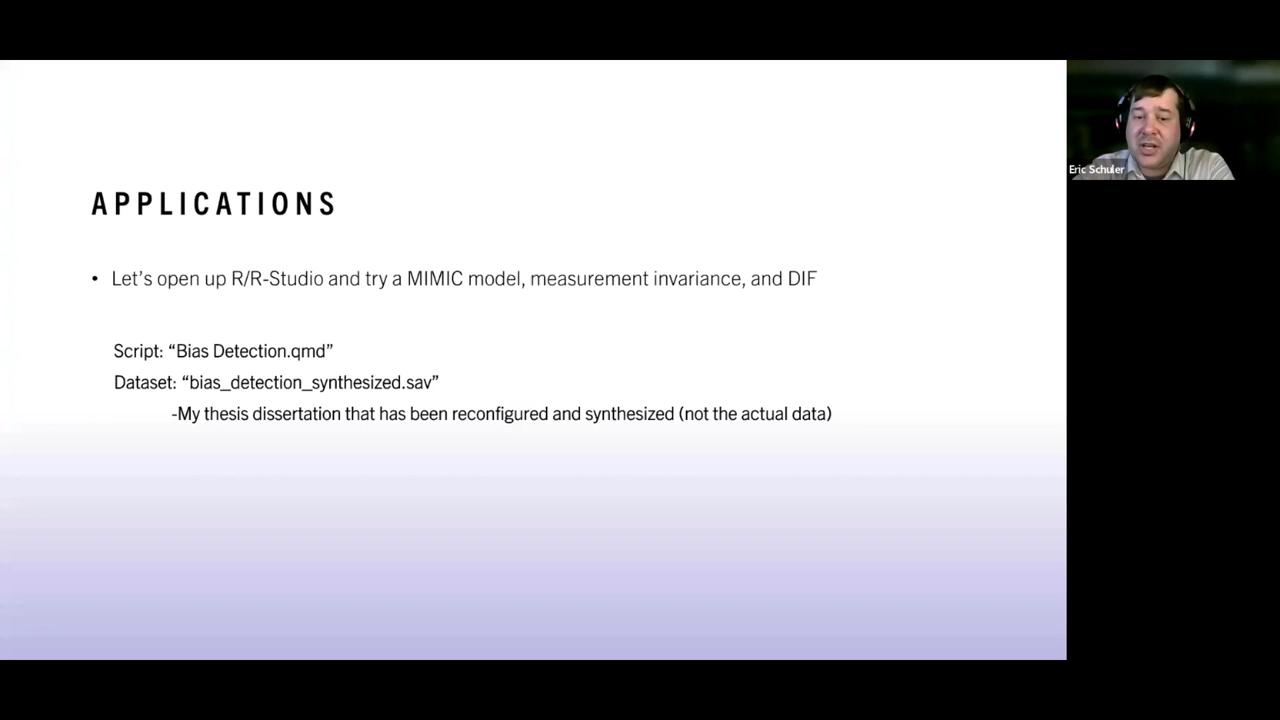 APPLICATIONS
• Let's open up R/R-Studio and try a MIMIC model, measurement invariance, and DIF
Script: “Bias Detection.qmd”
Dataset: “bias_detection_synthesized.sav”
-My thesis dissertation that has been reconfigured and synthesized (not the actual data)
Eric Schuler